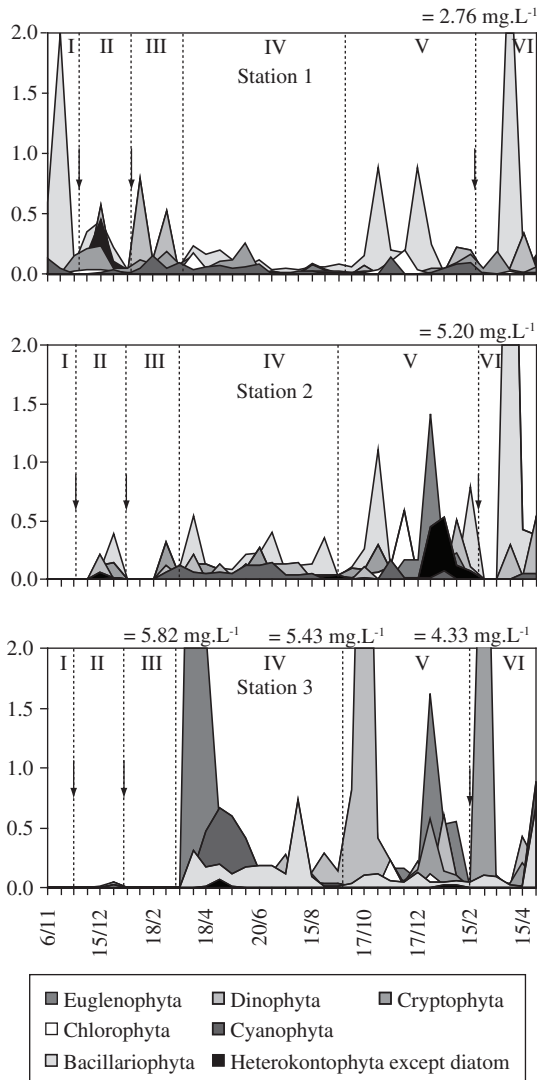 = 2.76 mg.L-1
2.0
I II III IV V VI
Station 1
1.5
1.0
0.5
0.0
= 5.20 mg.L-1
2.0
I II III IV V VI
Station 2
1.5
1.0
0.5
0.0
= 5.82 mg.L-1 = 5.43 mg.L-1 = 4.33 mg.L-1
2.0
I II III IV V VI
Station 3
1.5
1.0
0.5
0.0
6/11 15/12 18/2 18/4 20/6 15/8 17/10 17/12 15/2 15/4
Euglenophyta Dinophyta Cryptophyta
Chlorophyta Cyanophyta
Bacillariophyta Heterokontophyta except diatom